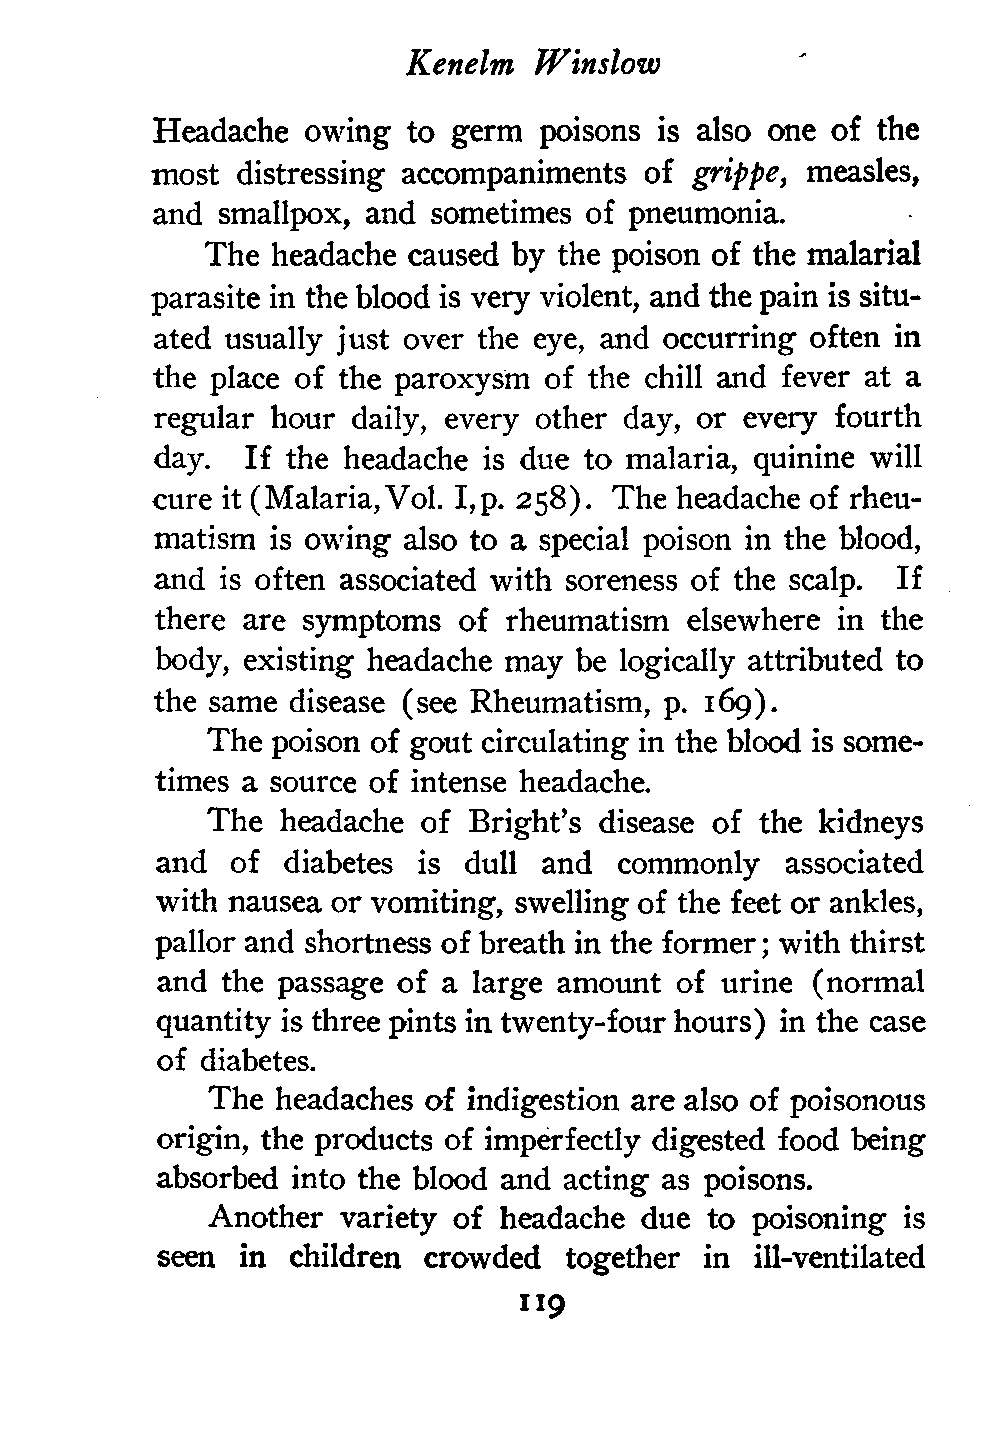 Kenelm Winslow
Headache owing to germ poisons is also one of the
most distressing accompaniments of grippe, measles,
and smallpox, and sometimes of pneumonia.
The headache caused by the poison of the malarial
parasite in the blood is very violent, and the pain is situ-
ated usually just over the eye, and occurring often in
the place of the paroxysm of the chill and fever at a
regular hour daily, every other day, or every fourth
day. If the headache is due to malaria, quinine will
cure it (Malaria, Vol. I, p. 258). The headache of rheu-
matism is owing also to a special poison in the blood,
and is often associated with soreness of the scalp. If
there are symptoms of rheumatism elsewhere in the
body, existing headache may be logically attributed to
the same disease (see Rheumatism, p. 169).
The poison of gout circulating in the blood is some-
times a source of intense headache.
The headache of Bright's disease of the kidneys
and of diabetes is dull and commonly associated
with nausea or vomiting, swelling of the feet or ankles,
pallor and shortness of breath in the former; with thirst
and the passage of a large amount of urine (normal
quantity is three pints in twenty-four hours) in the case
of diabetes.
The headaches of indigestion are also of poisonous
origin, the products of imperfectly digested food being
absorbed into the blood and acting as poisons.
Another variety of headache due to poisoning is
seen in children crowded together in ill-ventilated
119